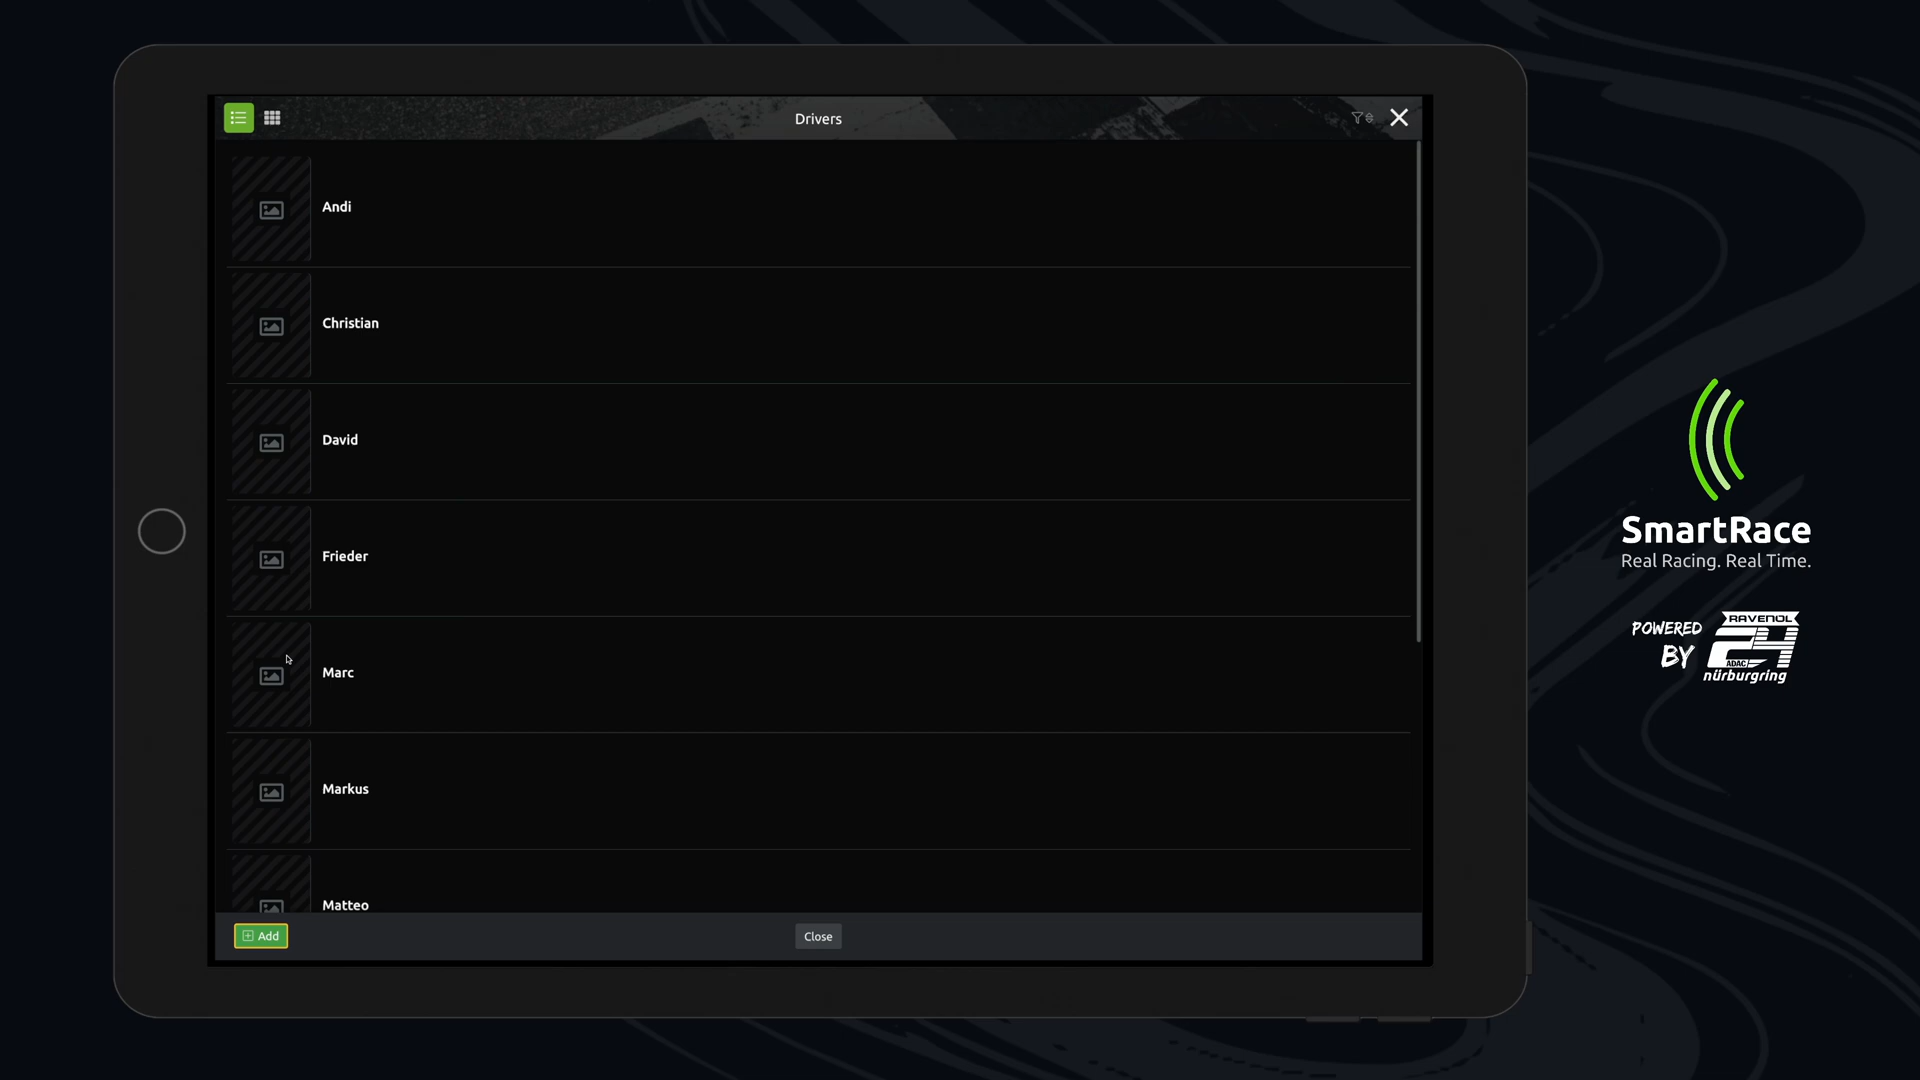 Drivers
Andi
Christian
David
Frieder
Marc
Markus
Matteo
Add
Close
SmartRace
Real Racing. Real Time.
POWERED
BY
RAVENOL
24
ADAC
nürburgring